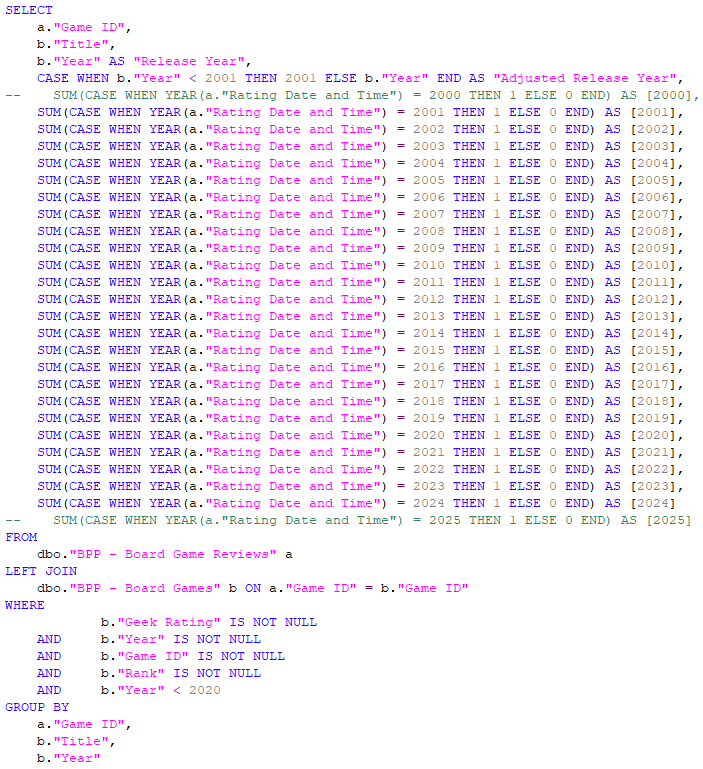 SELECT
    a."Game ID",
    b."Title",
    b."Year" AS "Release Year",
    CASE WHEN b."Year" < 2001 THEN 2001 ELSE b."Year" END AS "Adjusted Release Year",
--    SUM(CASE WHEN YEAR(a."Rating Date and Time") = 2000 THEN 1 ELSE 0 END) AS [2000],
    SUM(CASE WHEN YEAR(a."Rating Date and Time") = 2001 THEN 1 ELSE 0 END) AS [2001],
    SUM(CASE WHEN YEAR(a."Rating Date and Time") = 2002 THEN 1 ELSE 0 END) AS [2002],
    SUM(CASE WHEN YEAR(a."Rating Date and Time") = 2003 THEN 1 ELSE 0 END) AS [2003],
    SUM(CASE WHEN YEAR(a."Rating Date and Time") = 2004 THEN 1 ELSE 0 END) AS [2004],
    SUM(CASE WHEN YEAR(a."Rating Date and Time") = 2005 THEN 1 ELSE 0 END) AS [2005],
    SUM(CASE WHEN YEAR(a."Rating Date and Time") = 2006 THEN 1 ELSE 0 END) AS [2006],
    SUM(CASE WHEN YEAR(a."Rating Date and Time") = 2007 THEN 1 ELSE 0 END) AS [2007],
    SUM(CASE WHEN YEAR(a."Rating Date and Time") = 2008 THEN 1 ELSE 0 END) AS [2008],
    SUM(CASE WHEN YEAR(a."Rating Date and Time") = 2009 THEN 1 ELSE 0 END) AS [2009],
    SUM(CASE WHEN YEAR(a."Rating Date and Time") = 2010 THEN 1 ELSE 0 END) AS [2010],
    SUM(CASE WHEN YEAR(a."Rating Date and Time") = 2011 THEN 1 ELSE 0 END) AS [2011],
    SUM(CASE WHEN YEAR(a."Rating Date and Time") = 2012 THEN 1 ELSE 0 END) AS [2012],
    SUM(CASE WHEN YEAR(a."Rating Date and Time") = 2013 THEN 1 ELSE 0 END) AS [2013],
    SUM(CASE WHEN YEAR(a."Rating Date and Time") = 2014 THEN 1 ELSE 0 END) AS [2014],
    SUM(CASE WHEN YEAR(a."Rating Date and Time") = 2015 THEN 1 ELSE 0 END) AS [2015],
    SUM(CASE WHEN YEAR(a."Rating Date and Time") = 2016 THEN 1 ELSE 0 END) AS [2016],
    SUM(CASE WHEN YEAR(a."Rating Date and Time") = 2017 THEN 1 ELSE 0 END) AS [2017],
    SUM(CASE WHEN YEAR(a."Rating Date and Time") = 2018 THEN 1 ELSE 0 END) AS [2018],
    SUM(CASE WHEN YEAR(a."Rating Date and Time") = 2019 THEN 1 ELSE 0 END) AS [2019],
    SUM(CASE WHEN YEAR(a."Rating Date and Time") = 2020 THEN 1 ELSE 0 END) AS [2020],
    SUM(CASE WHEN YEAR(a."Rating Date and Time") = 2021 THEN 1 ELSE 0 END) AS [2021],
    SUM(CASE WHEN YEAR(a."Rating Date and Time") = 2022 THEN 1 ELSE 0 END) AS [2022],
    SUM(CASE WHEN YEAR(a."Rating Date and Time") = 2023 THEN 1 ELSE 0 END) AS [2023],
    SUM(CASE WHEN YEAR(a."Rating Date and Time") = 2024 THEN 1 ELSE 0 END) AS [2024]
--    SUM(CASE WHEN YEAR(a."Rating Date and Time") = 2025 THEN 1 ELSE 0 END) AS [2025]
FROM
    dbo."BPP - Board Game Reviews" a
LEFT JOIN
    dbo."BPP - Board Games" b ON a."Game ID" = b."Game ID"
WHERE
            b."Geek Rating" IS NOT NULL
    AND     b."Year" IS NOT NULL
    AND     b."Game ID" IS NOT NULL
    AND     b."Rank" IS NOT NULL
    AND     b."Year" < 2020
GROUP BY
    a."Game ID",
    b."Title",
    b."Year"